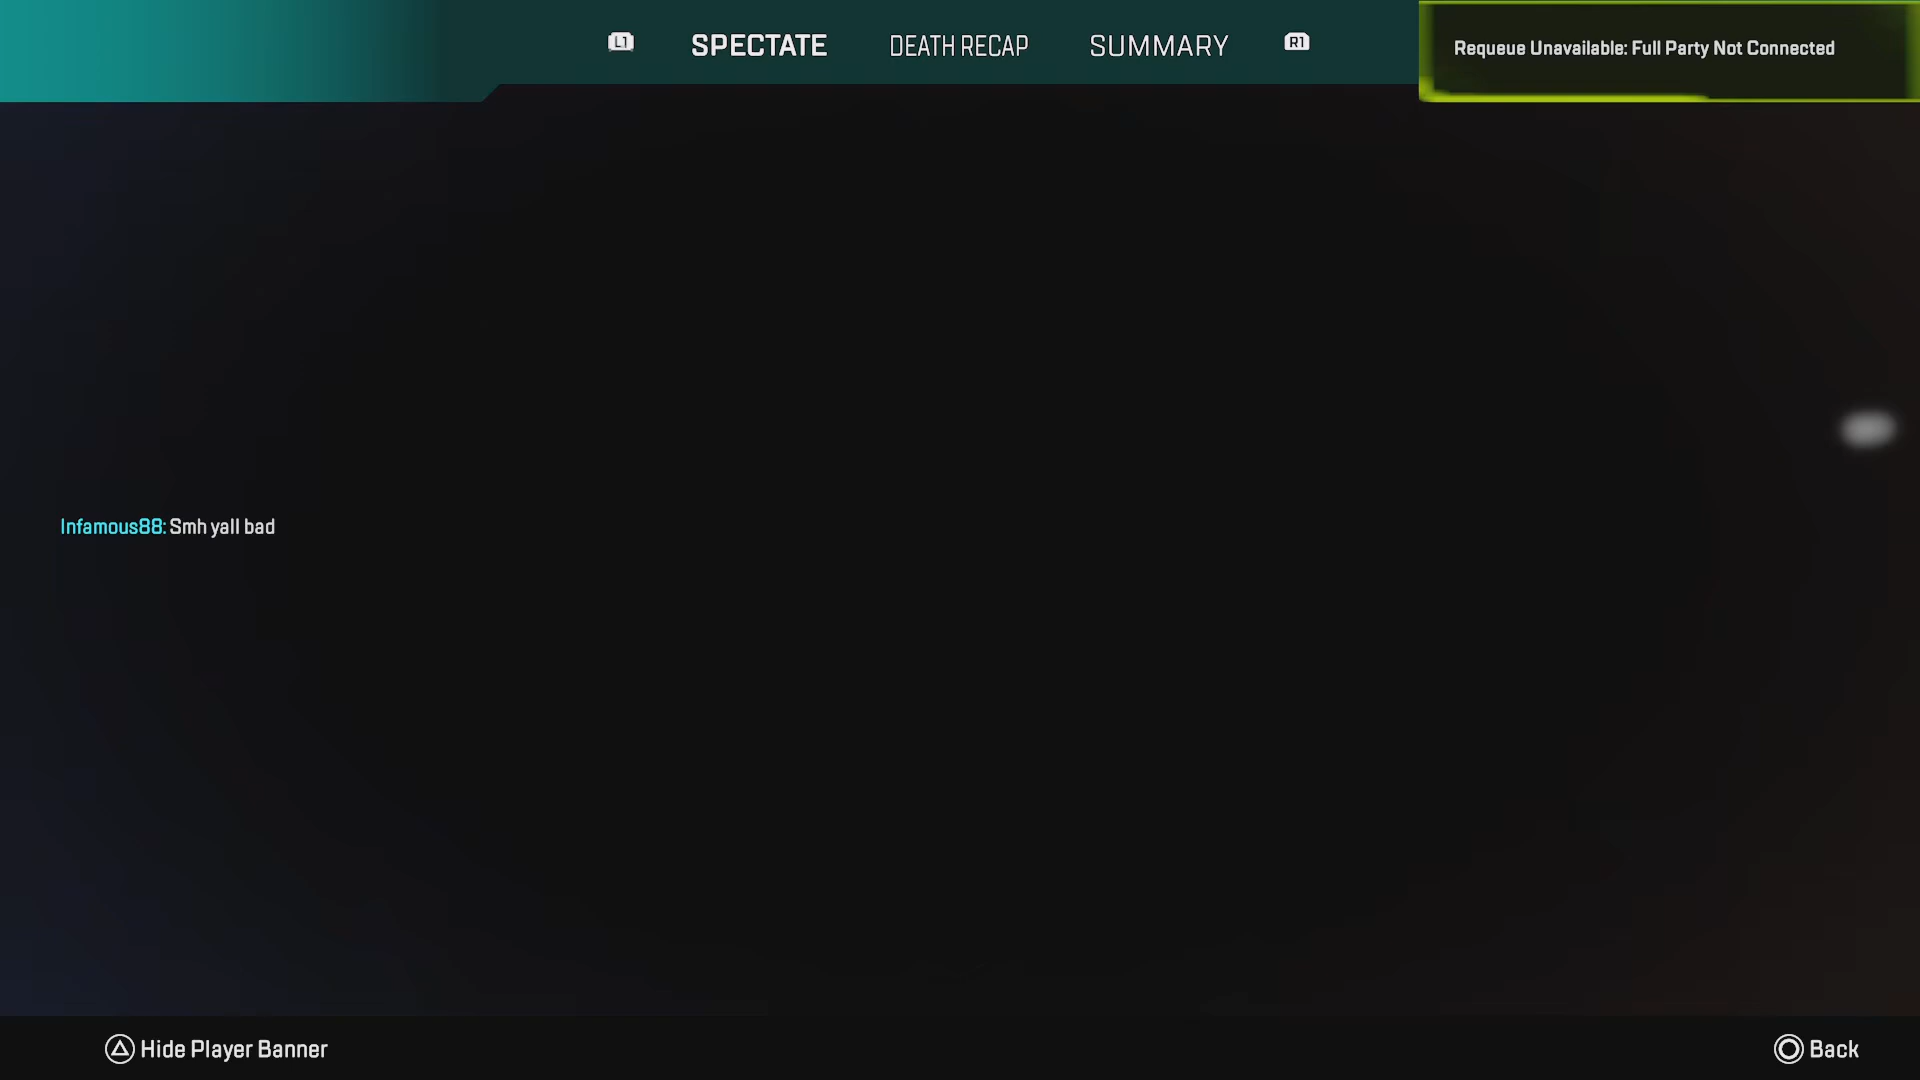 L1 SPECTATE DEATH RECAP SUMMARY R1
Requeue Unavailable: Full Party Not Connected
Infamous88: Smh yall bad
Hide Player Banner
Back